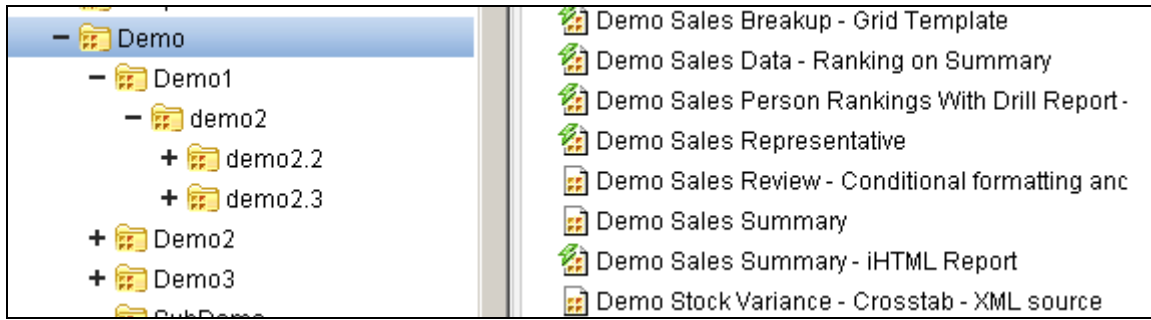 Demo
Demo1
demo2
demo2.2
demo2.3
Demo2
Demo3
SubDemo
Demo Sales Breakup - Grid Template
Demo Sales Data - Ranking on Summary
Demo Sales Person Rankings With Drill Report -
Demo Sales Representative
Demo Sales Review - Conditional formatting anc
Demo Sales Summary
Demo Sales Summary - iHTML Report
Demo Stock Variance - Crosstab - XML source